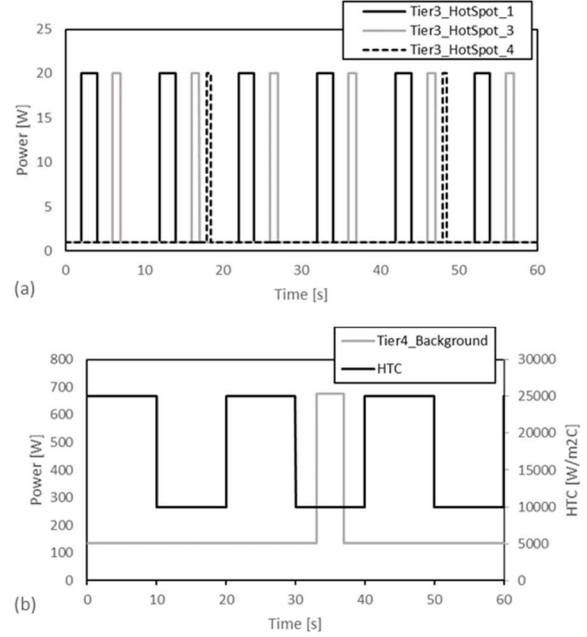 Tier3_HotSpot_1
Tier3_HotSpot_3
Tier3_HotSpot_4
25
20
15
10
5
0
Power [W]
0 10 20 30 40 50 60
Time [s]
(a)
Tier4_Background
HTC
800
700
600
500
400
300
200
100
0
Power [W]
30000
25000
20000
15000
10000
5000
0
HTC [W/m2C]
0 10 20 30 40 50 60
Time [s]
(b)